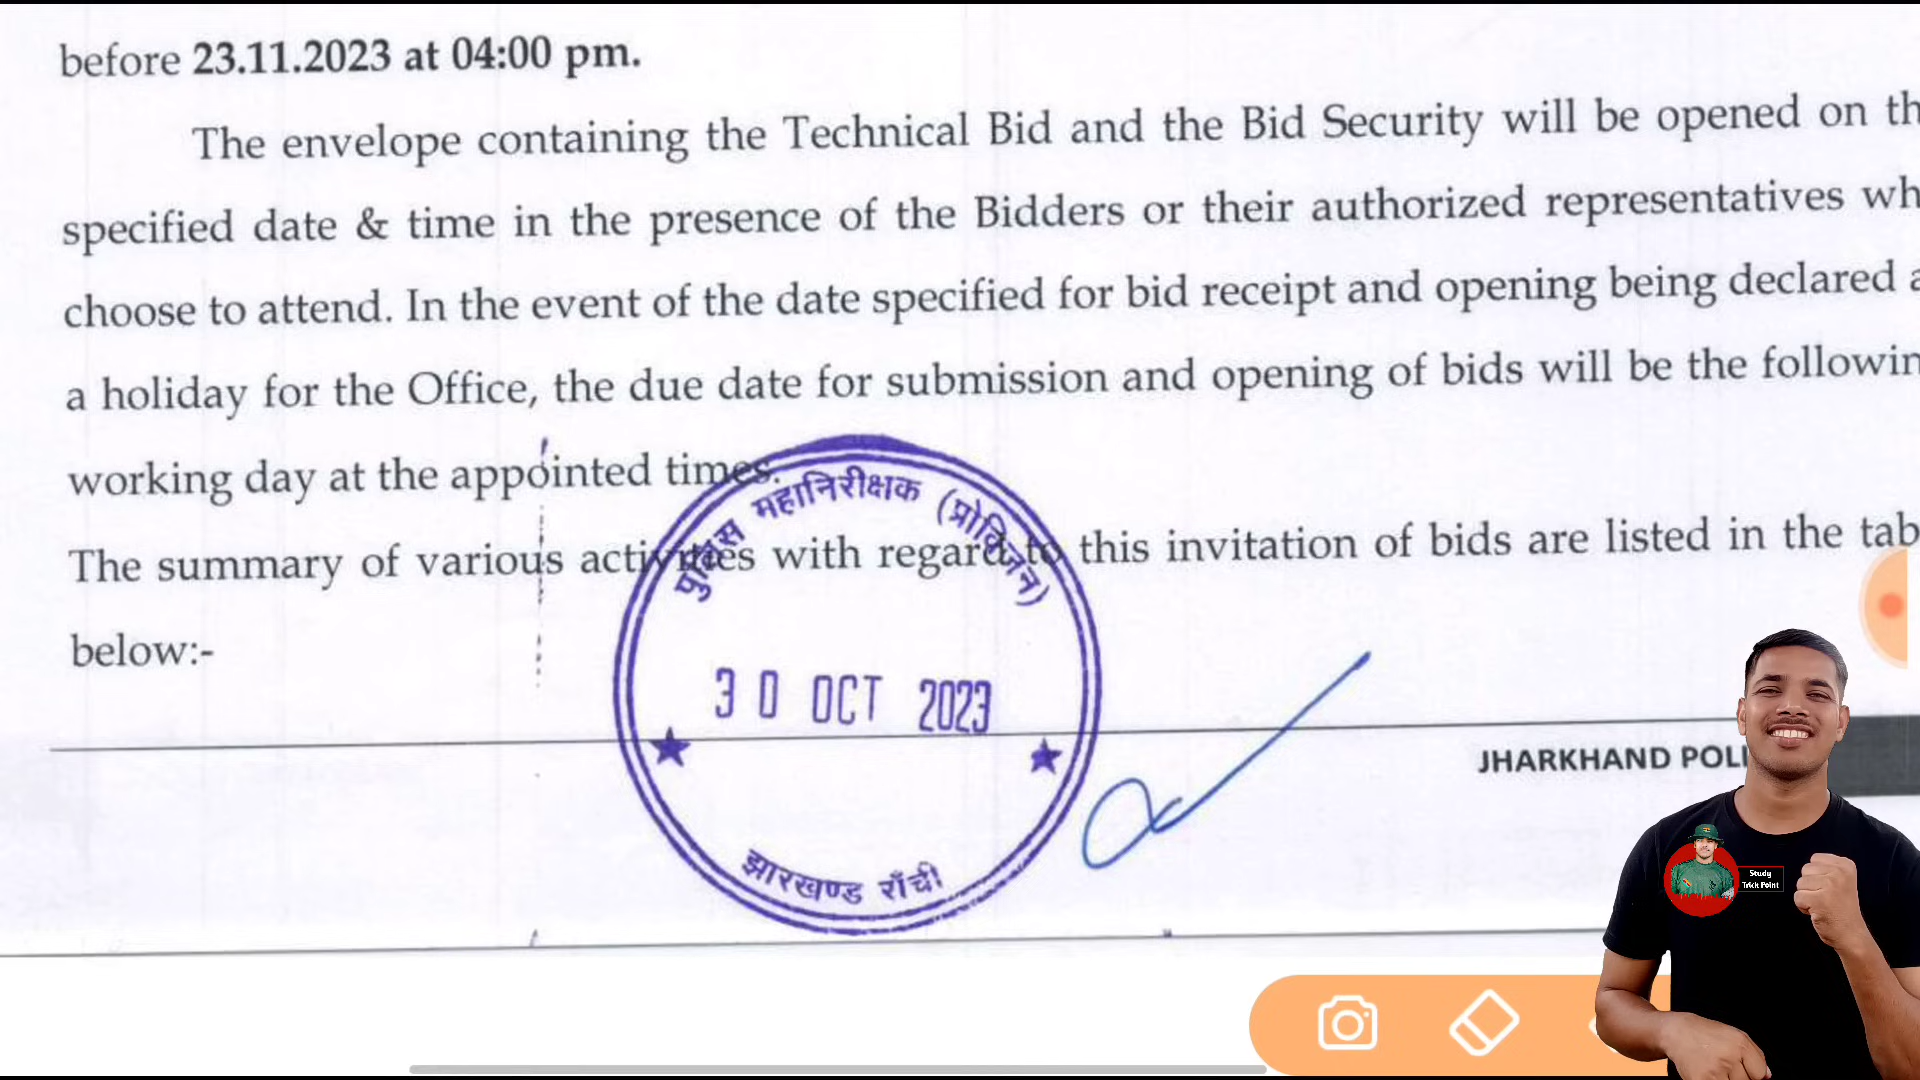 before 23.11.2023 at 04:00 pm.
The envelope containing the Technical Bid and the Bid Security will be opened on th
specified date & time in the presence of the Bidders or their authorized representatives wh
choose to attend. In the event of the date specified for bid receipt and opening being declared a
a holiday for the Office, the due date for submission and opening of bids will be the followin
working day at the appointed times.
The summary of various activities with regard to this invitation of bids are listed in the tab
below:-
पुलिस महानिरीक्षक (प्रोविजन)
30 OCT 2023
झारखण्ड राँची
JHARKHAND POLI
Study
Trick Point